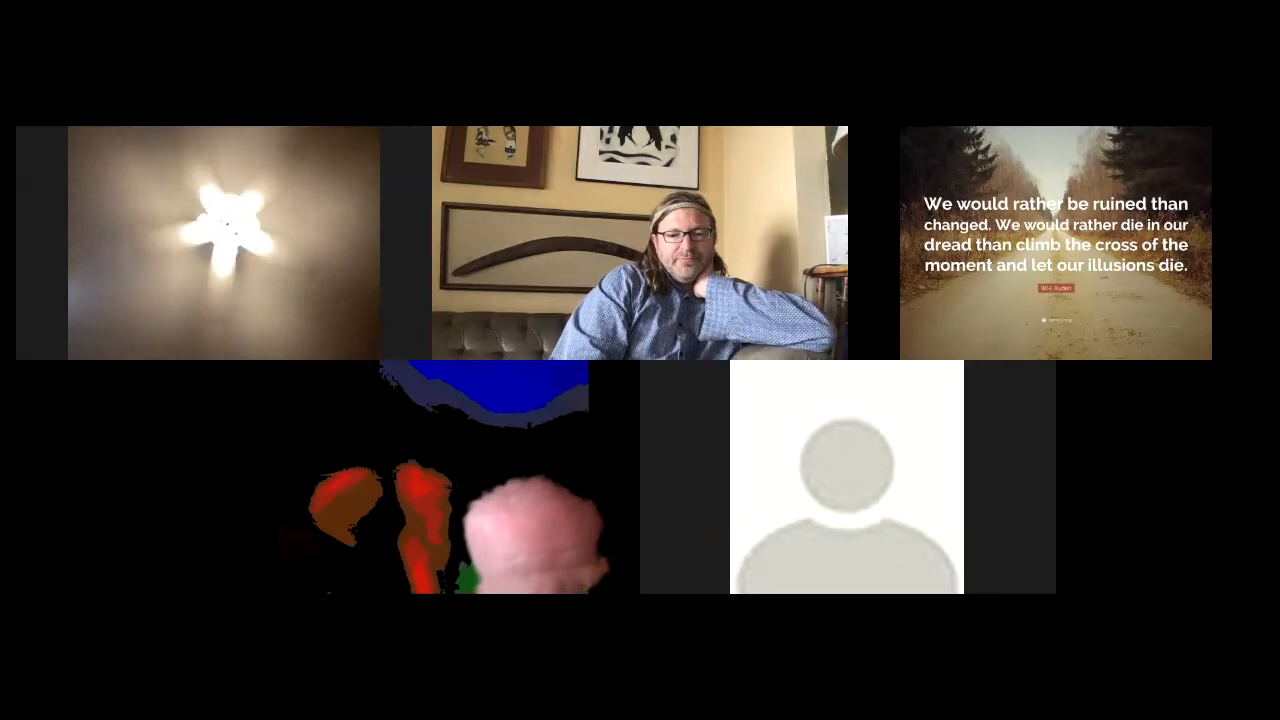 We would rather be ruined than
changed. We would rather die in our
dread than climb the cross of the
moment and let our illusions die.
W.H. Auden